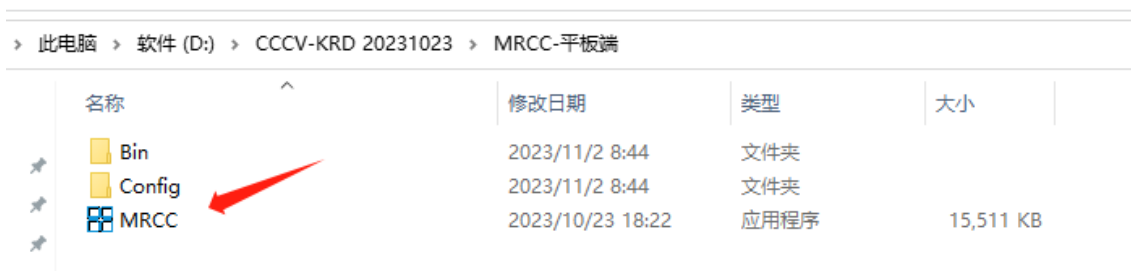 此电脑 > 软件 (D:) > CCCV-KRD 20231023 > MRCC-平板端
名称 修改日期 类型 大小
Bin 2023/11/2 8:44 文件夹
Config 2023/11/2 8:44 文件夹
MRCC 2023/10/23 18:22 应用程序 15,511 KB